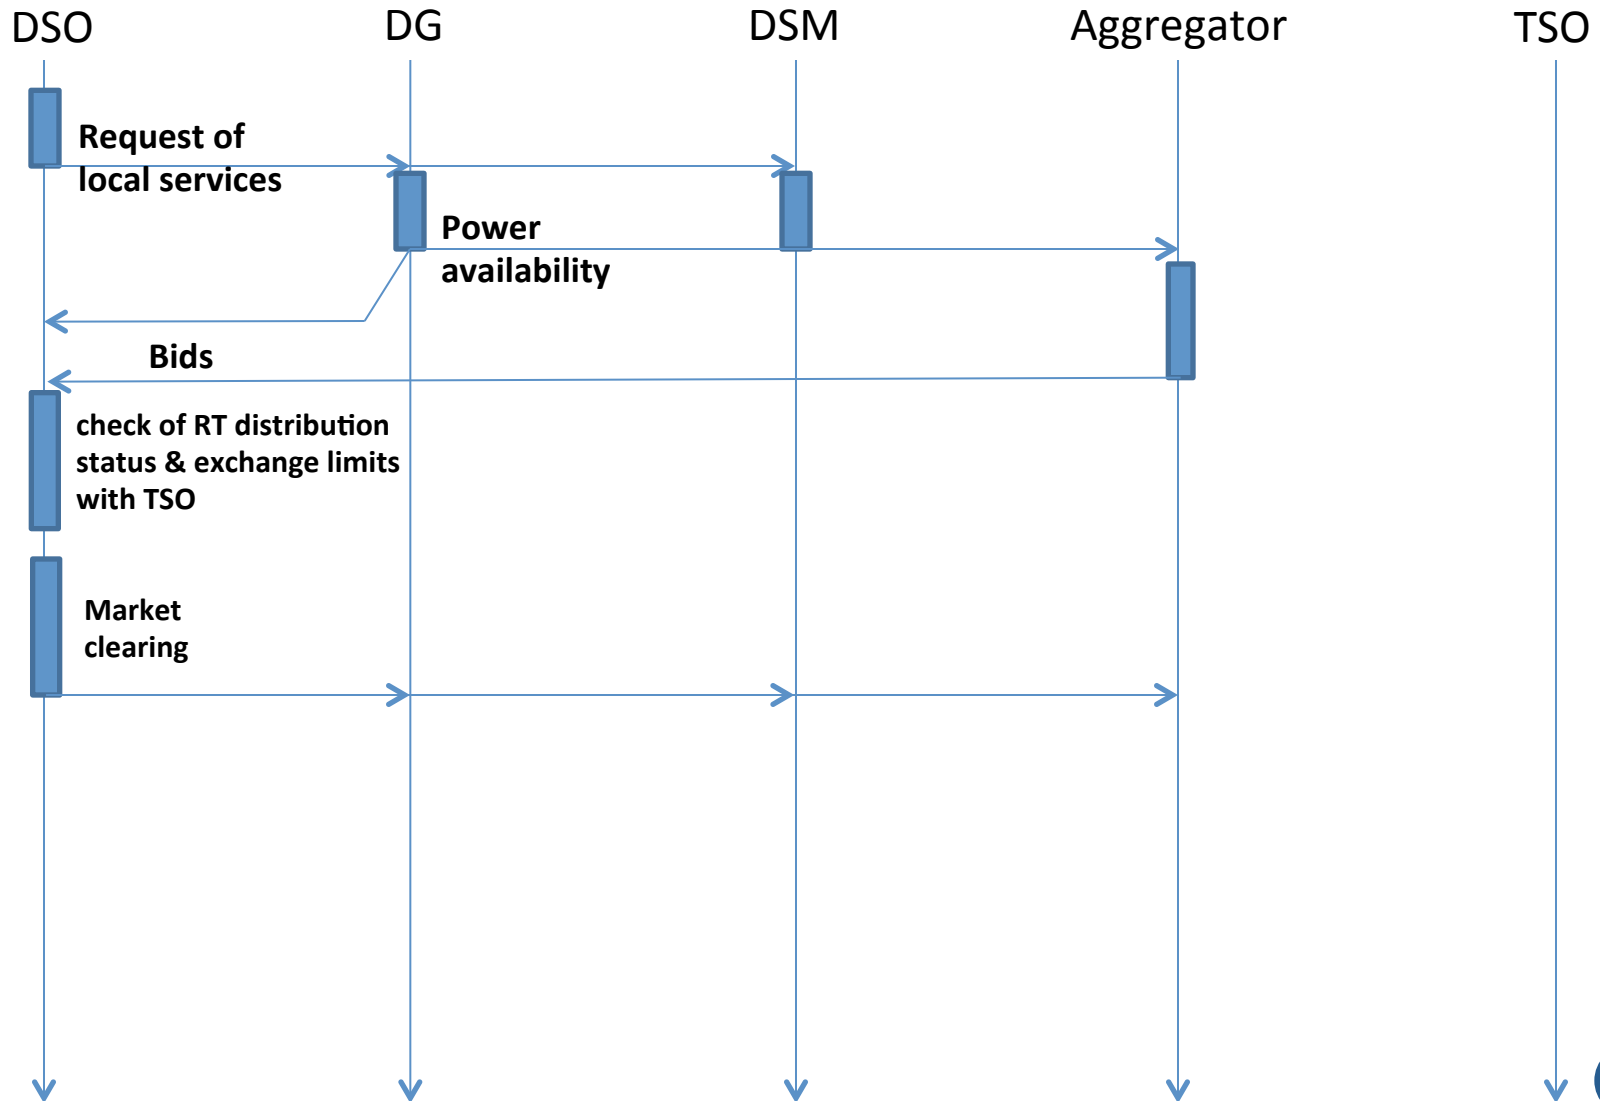 DSO DG DSM Aggregator TSO
Request of
local services
Power
availability
Bids
check of RT distribution
status & exchange limits
with TSO
Market
clearing